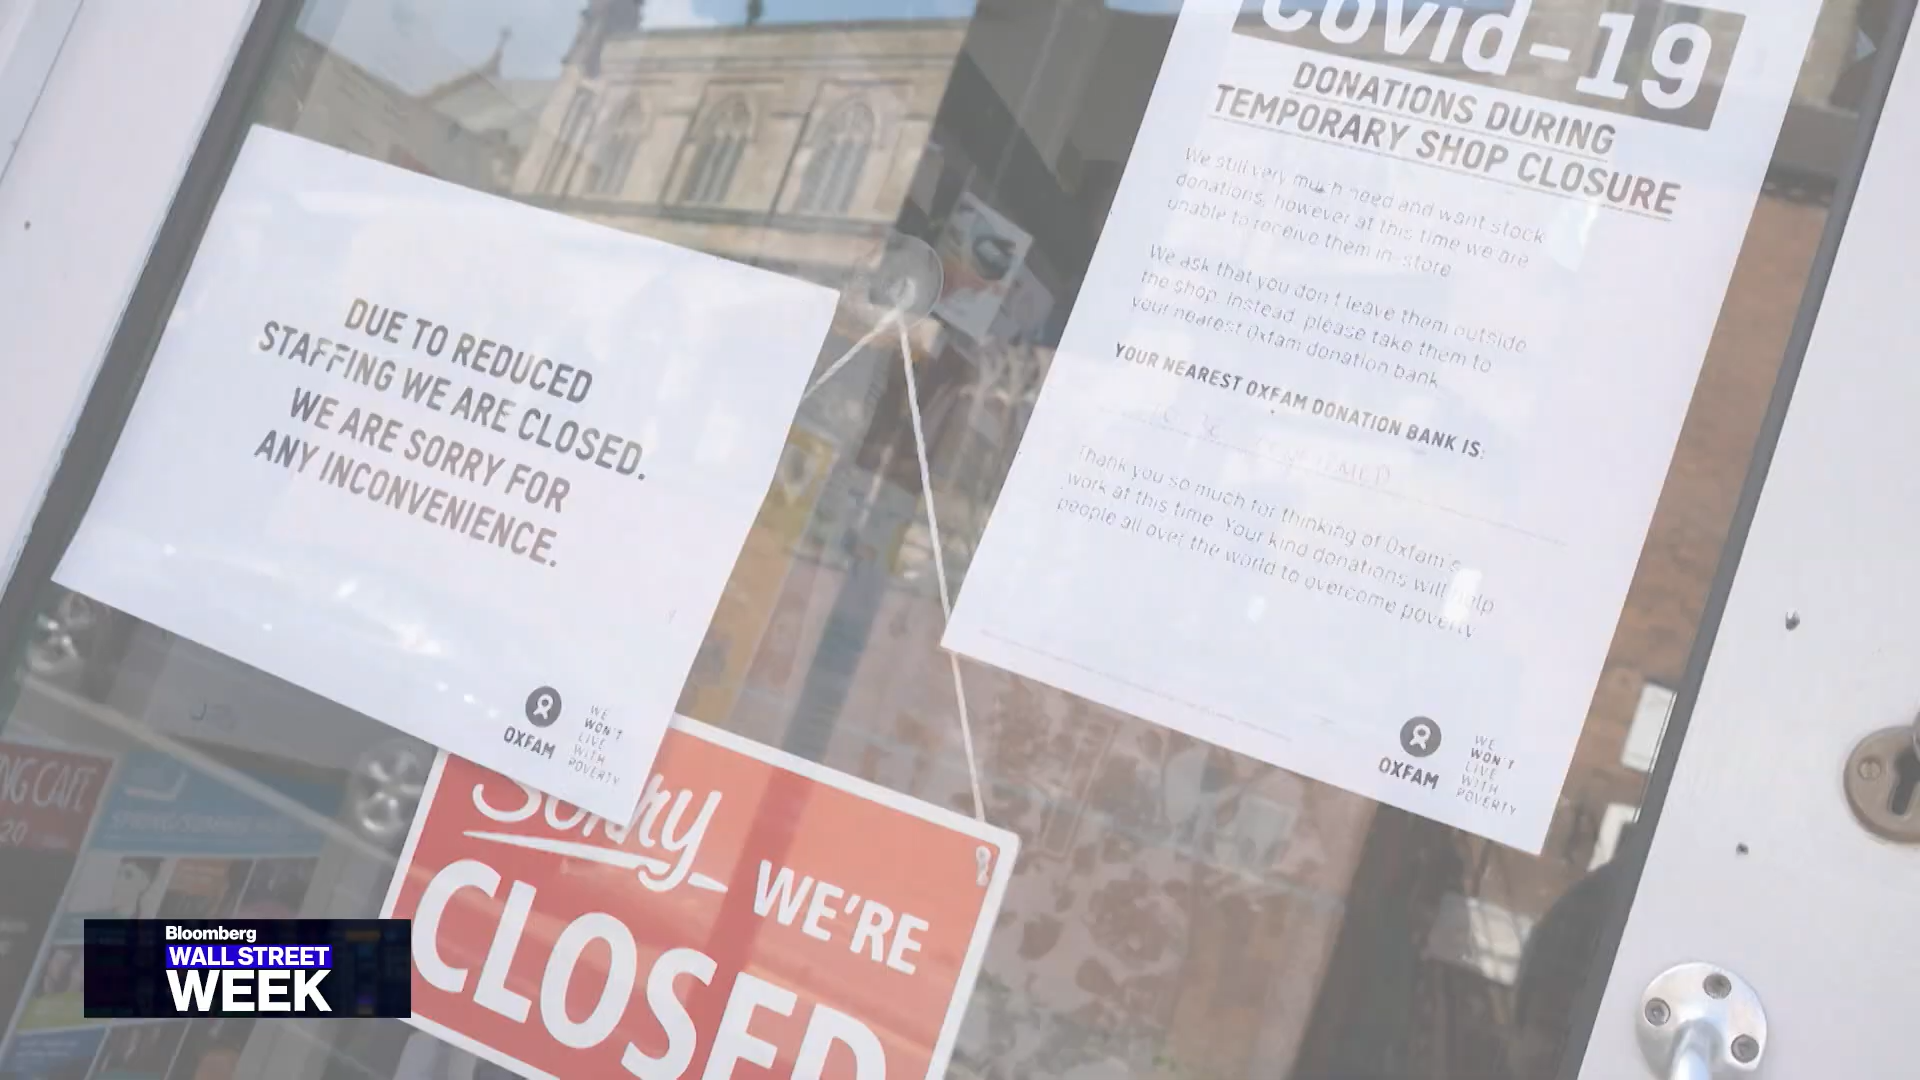 DUE TO REDUCED
STAFFING WE ARE CLOSED.
WE ARE SORRY FOR
ANY INCONVENIENCE.
OXFAM
WE
WON'T
LIVE
WITH
POVERTY
Covid-19
DONATIONS DURING
TEMPORARY SHOP CLOSURE
We still very much need and want stock
donations, however at this time we are
unable to receive them in-store
We ask that you don't leave them outside
the shop. Instead, please take them to
your nearest Oxfam donation bank
YOUR NEAREST OXFAM DONATION BANK IS:
Thank you so much for thinking of Oxfam's
work at this time. Your kind donations will help
people all over the world to overcome poverty
OXFAM
WE
WON'T
LIVE
WITH
POVERTY
Sorry
WE'RE
CLOSED
Bloomberg
WALL STREET
WEEK